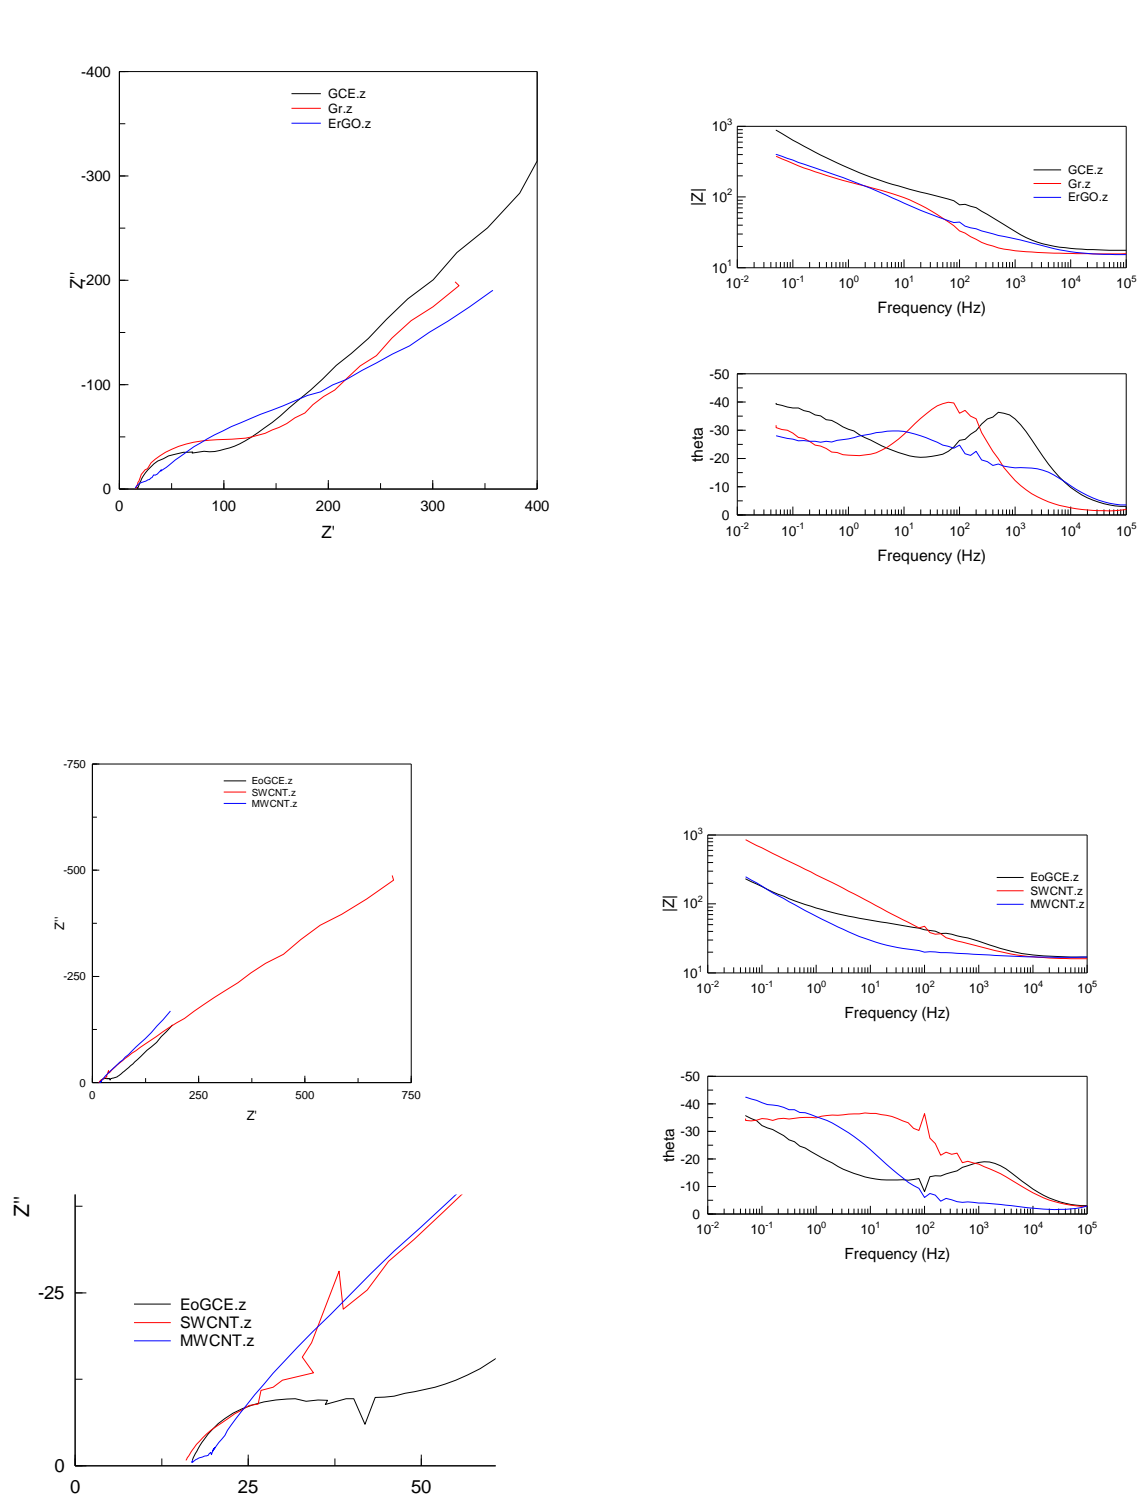 -400
-300
-200
-100
0
Z''
0 100 200 300 400
Z'
GCE.z
Gr.z
ErGO.z
10³
10²
10¹
|Z|
10⁻² 10⁻¹ 10⁰ 10¹ 10² 10³ 10⁴ 10⁵
Frequency (Hz)
GCE.z
Gr.z
ErGO.z
-50
-40
-30
-20
-10
0
theta
10⁻² 10⁻¹ 10⁰ 10¹ 10² 10³ 10⁴ 10⁵
Frequency (Hz)
-750
-500
-250
0
Z''
0 250 500 750
Z'
EoGCE.z
SWCNT.z
MWCNT.z
10³
10²
10¹
|Z|
10⁻² 10⁻¹ 10⁰ 10¹ 10² 10³ 10⁴ 10⁵
Frequency (Hz)
EoGCE.z
SWCNT.z
MWCNT.z
-50
-40
-30
-20
-10
0
theta
10⁻² 10⁻¹ 10⁰ 10¹ 10² 10³ 10⁴ 10⁵
Frequency (Hz)
Z''
-25
0
0 25 50
EoGCE.z
SWCNT.z
MWCNT.z